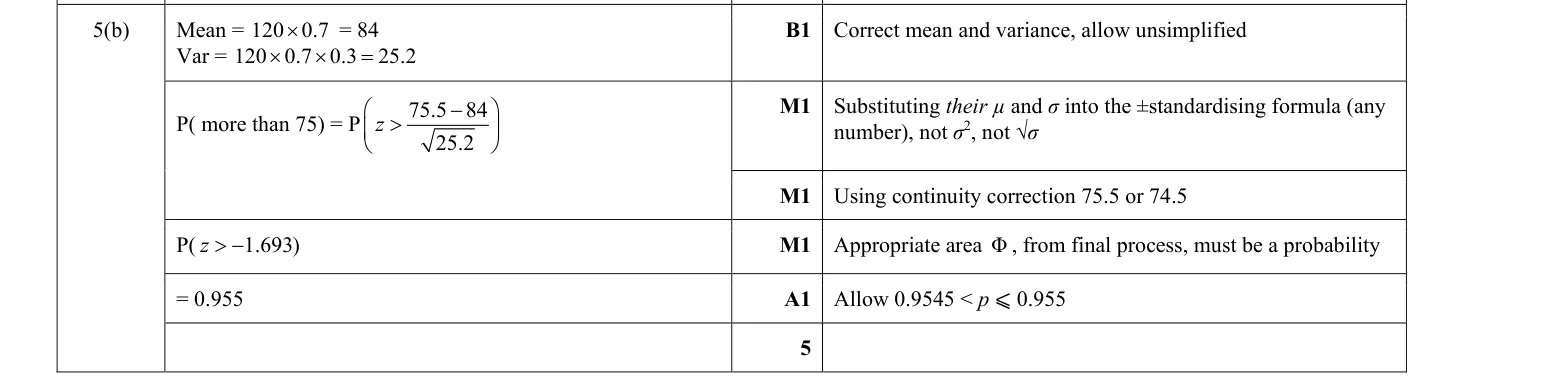 5(b)
Mean = 120 × 0.7 = 84
Var = 120 × 0.7 × 0.3 = 25.2
B1
Correct mean and variance, allow unsimplified
P( more than 75) = P( z > (75.5 − 84)/√25.2 )
M1
Substituting their μ and σ into the ±standardising formula (any
number), not σ², not √σ
M1
Using continuity correction 75.5 or 74.5
P( z > −1.693)
M1
Appropriate area Φ , from final process, must be a probability
= 0.955
A1
Allow 0.9545 < p ⩽ 0.955
5